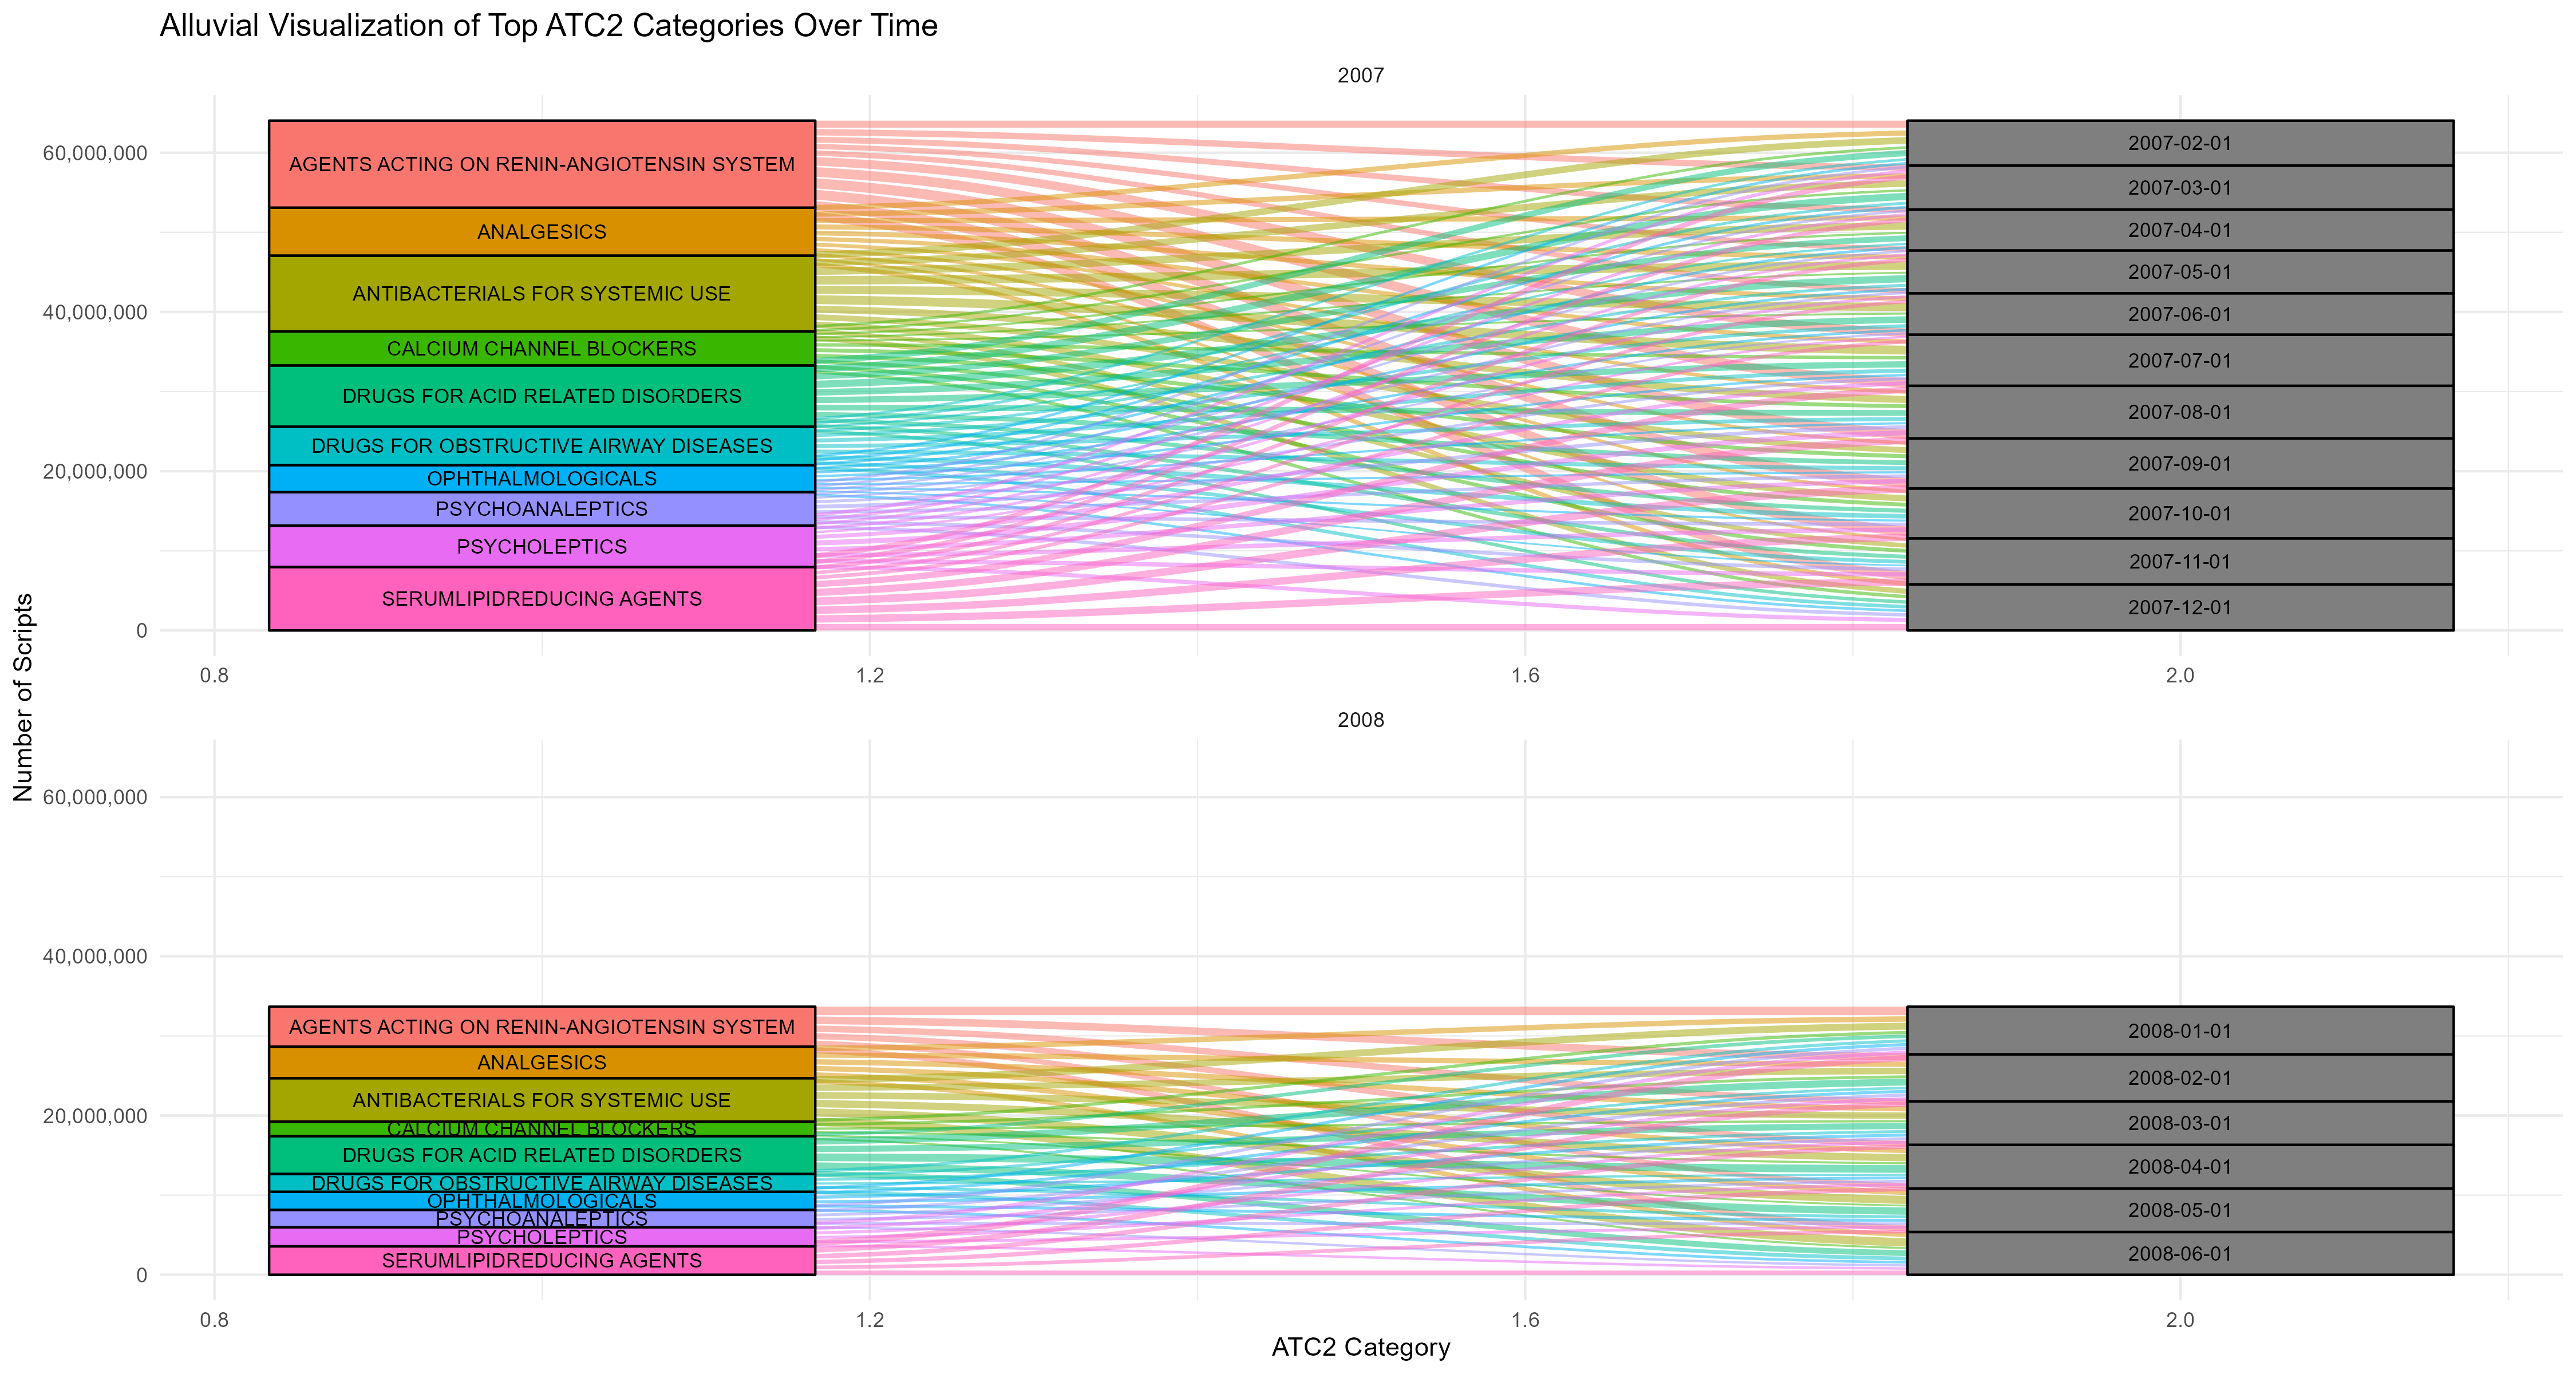 Alluvial Visualization of Top ATC2 Categories Over Time
2007
60,000,000
40,000,000
20,000,000
0
AGENTS ACTING ON RENIN-ANGIOTENSIN SYSTEM
ANALGESICS
ANTIBACTERIALS FOR SYSTEMIC USE
CALCIUM CHANNEL BLOCKERS
DRUGS FOR ACID RELATED DISORDERS
DRUGS FOR OBSTRUCTIVE AIRWAY DISEASES
OPHTHALMOLOGICALS
PSYCHOANALEPTICS
PSYCHOLEPTICS
SERUMLIPIDREDUCING AGENTS
2007-02-01
2007-03-01
2007-04-01
2007-05-01
2007-06-01
2007-07-01
2007-08-01
2007-09-01
2007-10-01
2007-11-01
2007-12-01
0.8
1.2
1.6
2.0
Number of Scripts
2008
60,000,000
40,000,000
20,000,000
0
AGENTS ACTING ON RENIN-ANGIOTENSIN SYSTEM
ANALGESICS
ANTIBACTERIALS FOR SYSTEMIC USE
CALCIUM CHANNEL BLOCKERS
DRUGS FOR ACID RELATED DISORDERS
DRUGS FOR OBSTRUCTIVE AIRWAY DISEASES
OPHTHALMOLOGICALS
PSYCHOANALEPTICS
PSYCHOLEPTICS
SERUMLIPIDREDUCING AGENTS
2008-01-01
2008-02-01
2008-03-01
2008-04-01
2008-05-01
2008-06-01
0.8
1.2
1.6
2.0
ATC2 Category